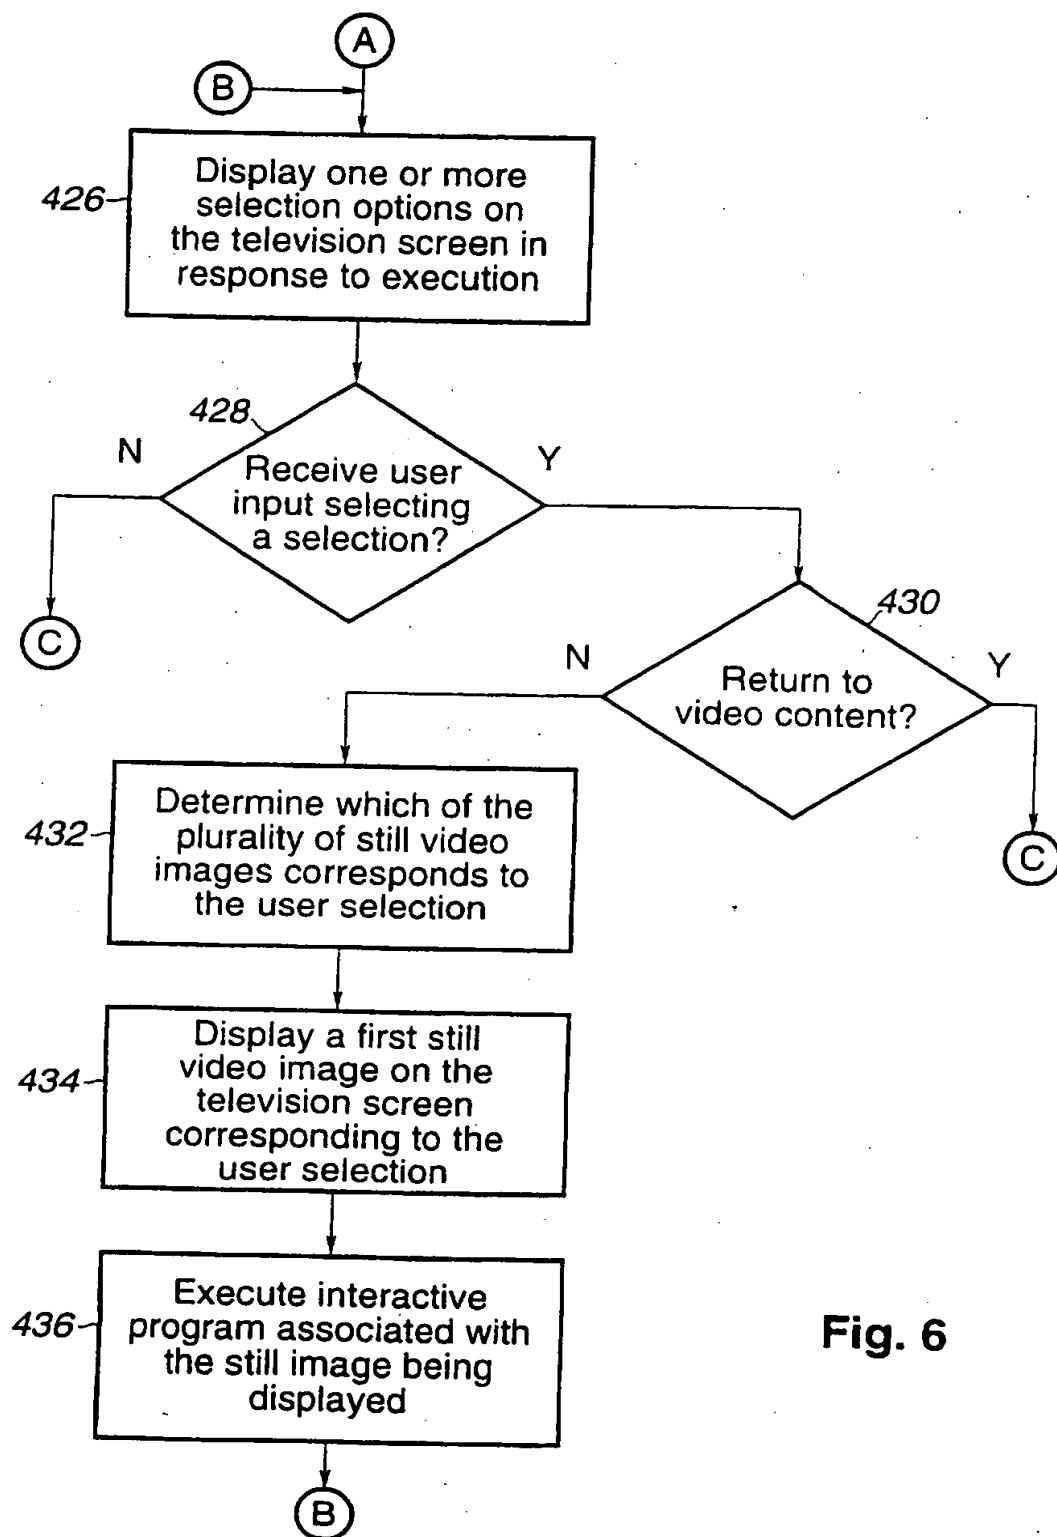 A
B
426
Display one or more
selection options on
the television screen in
response to execution
428
N
Y
Receive user
input selecting
a selection?
C
430
N
Y
Return to
video content?
C
432
Determine which of the
plurality of still video
images corresponds to
the user selection
434
Display a first still
video image on the
television screen
corresponding to the
user selection
436
Execute interactive
program associated with
the still image being
displayed
B
Fig. 6